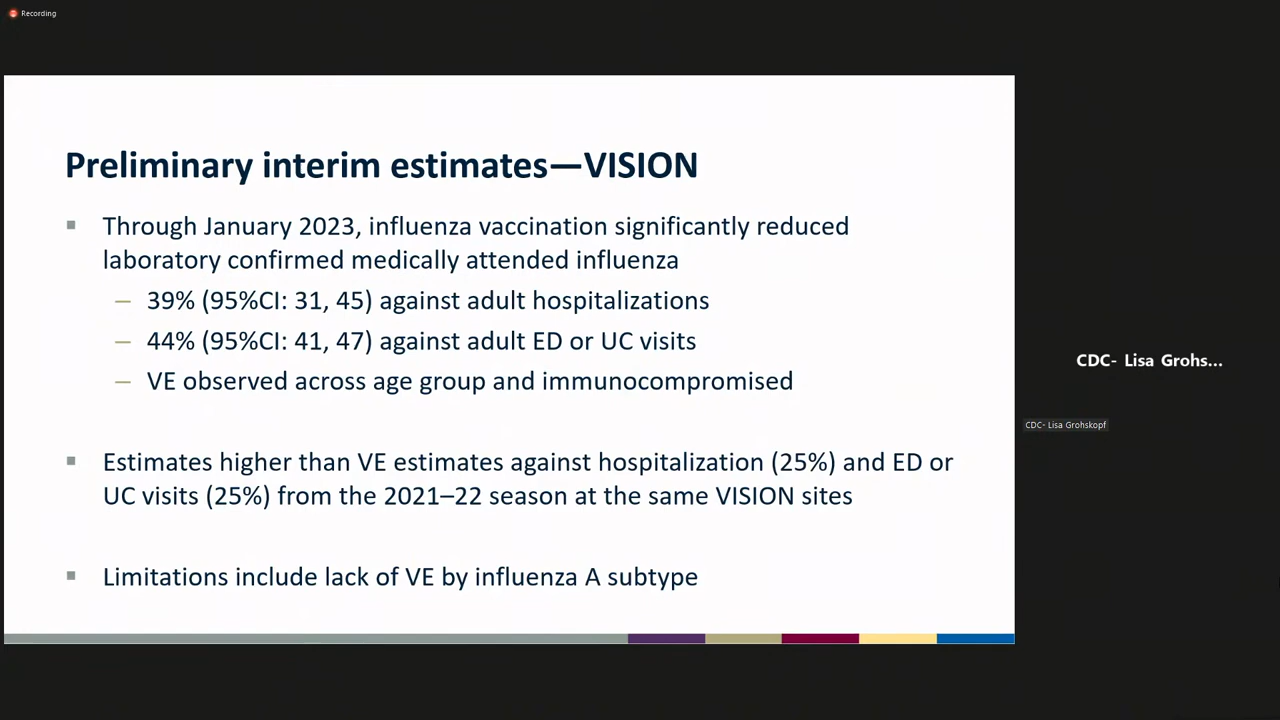 Recording
Preliminary interim estimates—VISION
Through January 2023, influenza vaccination significantly reduced
laboratory confirmed medically attended influenza
– 39% (95%CI: 31, 45) against adult hospitalizations
– 44% (95%CI: 41, 47) against adult ED or UC visits
– VE observed across age group and immunocompromised
Estimates higher than VE estimates against hospitalization (25%) and ED or
UC visits (25%) from the 2021–22 season at the same VISION sites
Limitations include lack of VE by influenza A subtype
CDC- Lisa Grohs...
CDC- Lisa Grohskopf